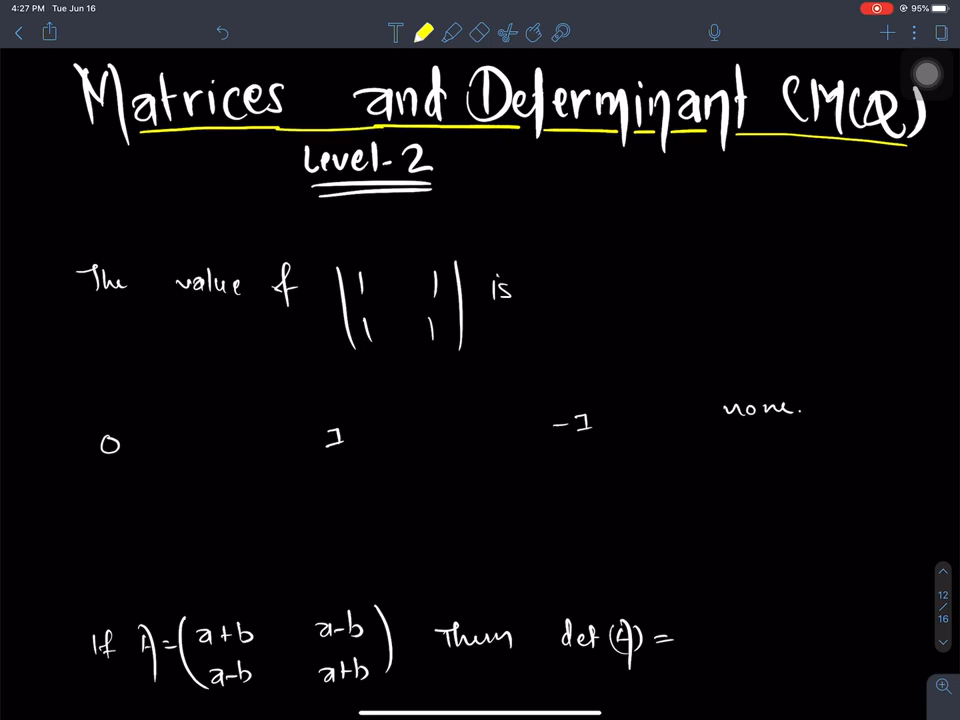 4:27 PM Tue Jun 16 95%
Matrices and Determinant (MCQ)
Level-2
The value of | 1 1 | is
| 1 1 |
0 1 -1 none.
12
/
16
If A = ( a+b a-b ) Then det (A) =
( a-b a+b )